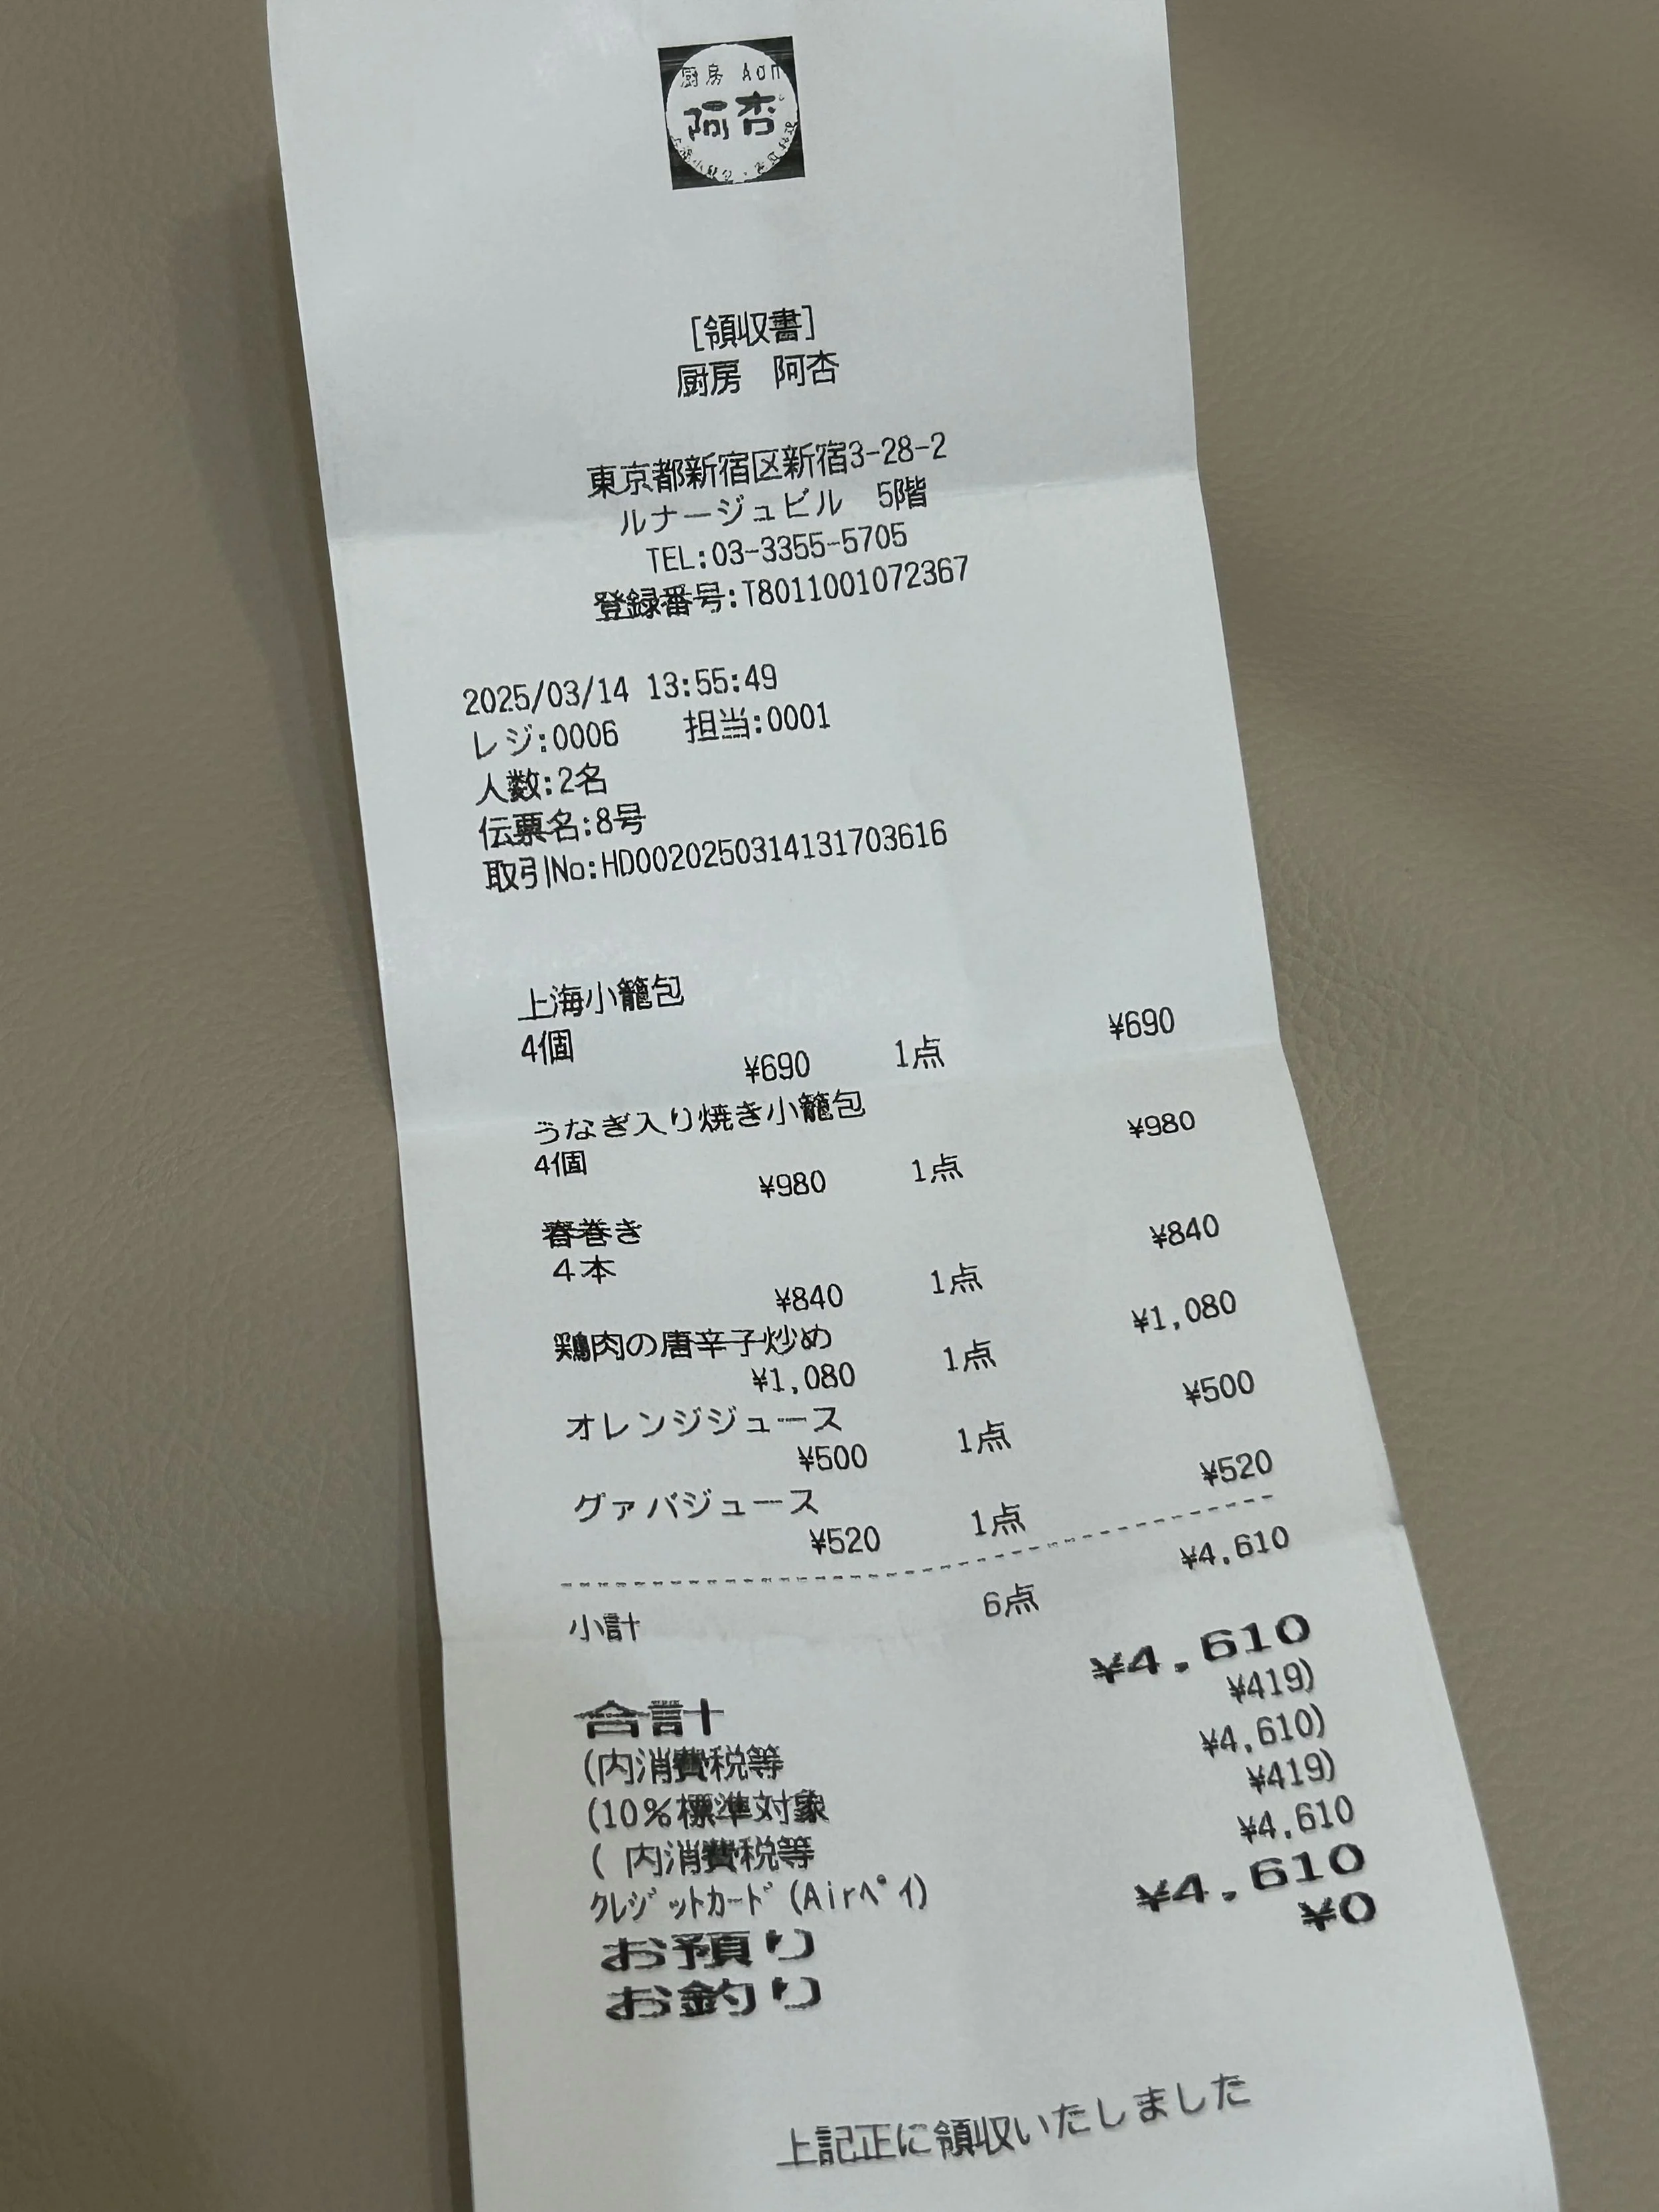 厨房 Aan
阿杏
[領収書]
厨房 阿杏
東京都新宿区新宿3-28-2
ルナージュビル 5階
TEL:03-3355-5705
登録番号:T8011001072367
2025/03/14 13:55:49
レジ:0006 担当:0001
人数:2名
伝票名:8号
取引No:HD0020250314131703616
上海小籠包
4個
¥690 1点 ¥690
うなぎ入り焼き小籠包
4個
¥980 1点 ¥980
春巻き
4本
¥840 1点 ¥840
鶏肉の唐辛子炒め
¥1,080 1点 ¥1,080
オレンジジュース
¥500 1点 ¥500
グァバジュース
¥520 1点 ¥520
小計 6点 ¥4,610
合計 ¥4,610
(内消費税等 ¥419)
(10%標準対象 ¥4,610)
( 内消費税等 ¥419)
クレジットカード(Airペイ) ¥4,610
お預り ¥4,610
お釣り ¥0
上記正に領収いたしました